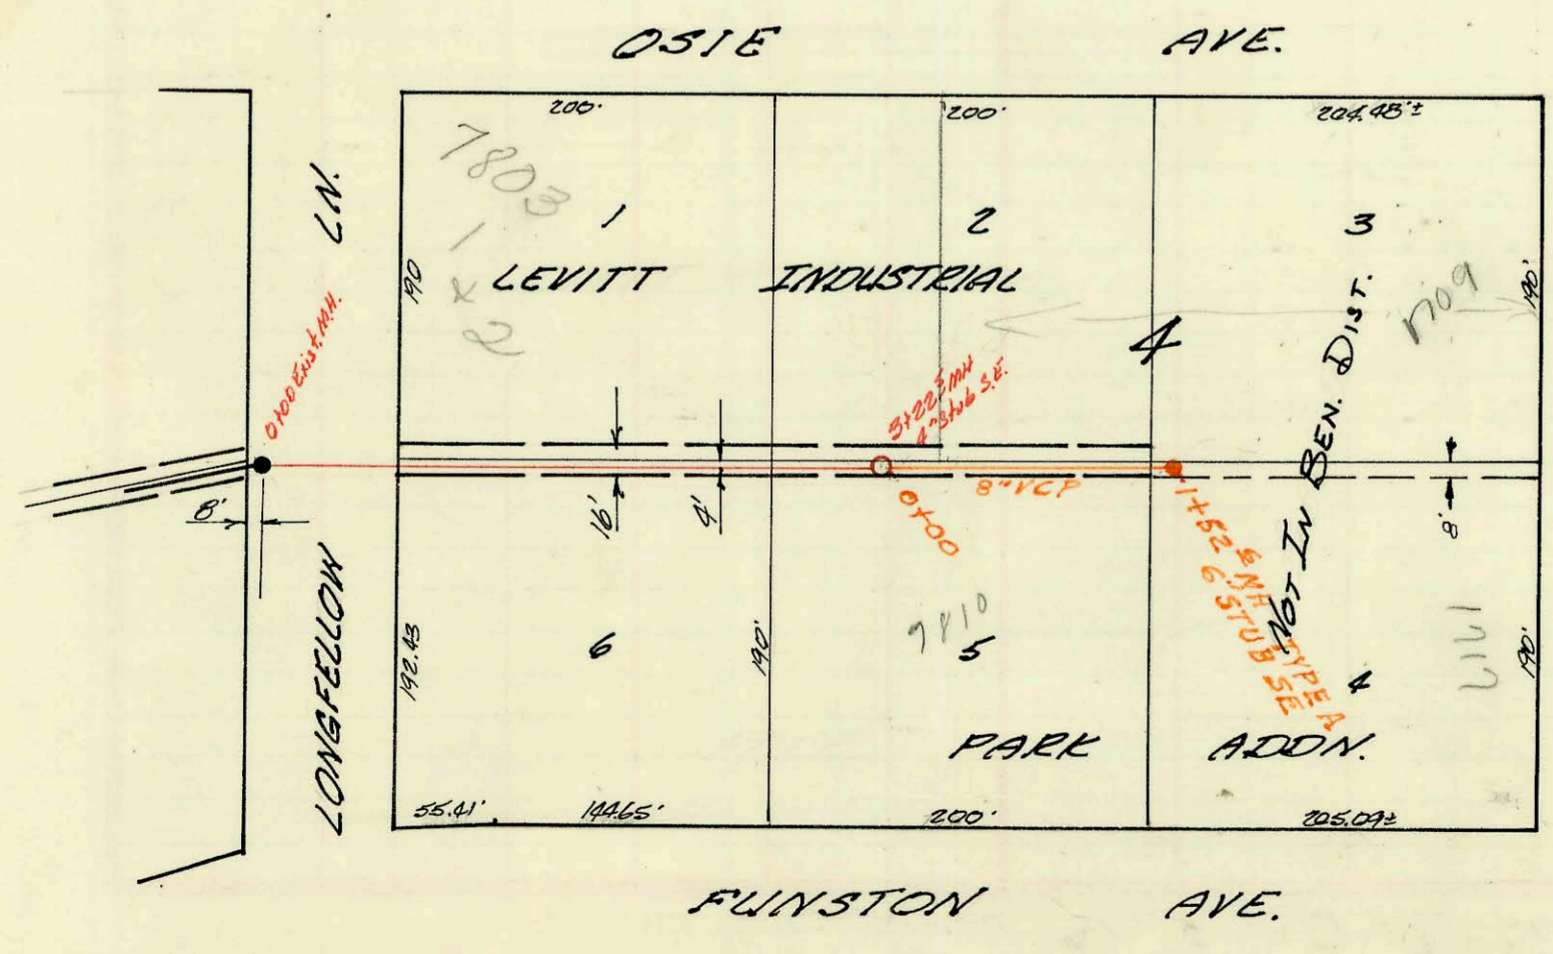 OSIE AVE.
200' 200' 204.48'±
7803
1
&
2
1 2 3
LN.
190
LEVITT INDUSTRIAL
190'
4
0+00 Exist. M.H.
3+22 ⅊ MH
4" Stub S.E.
8"VCP
0+00
1+52 ⅊ MH TYPE A
6" STUB SE
NOT IN BEN. DIST.
8'
16'
4'
8'
LONGFELLOW
192.43
190'
7810
6 5 4
190'
PARK ADDN.
55.41' 144.65' 200' 205.09±
FUNSTON AVE.